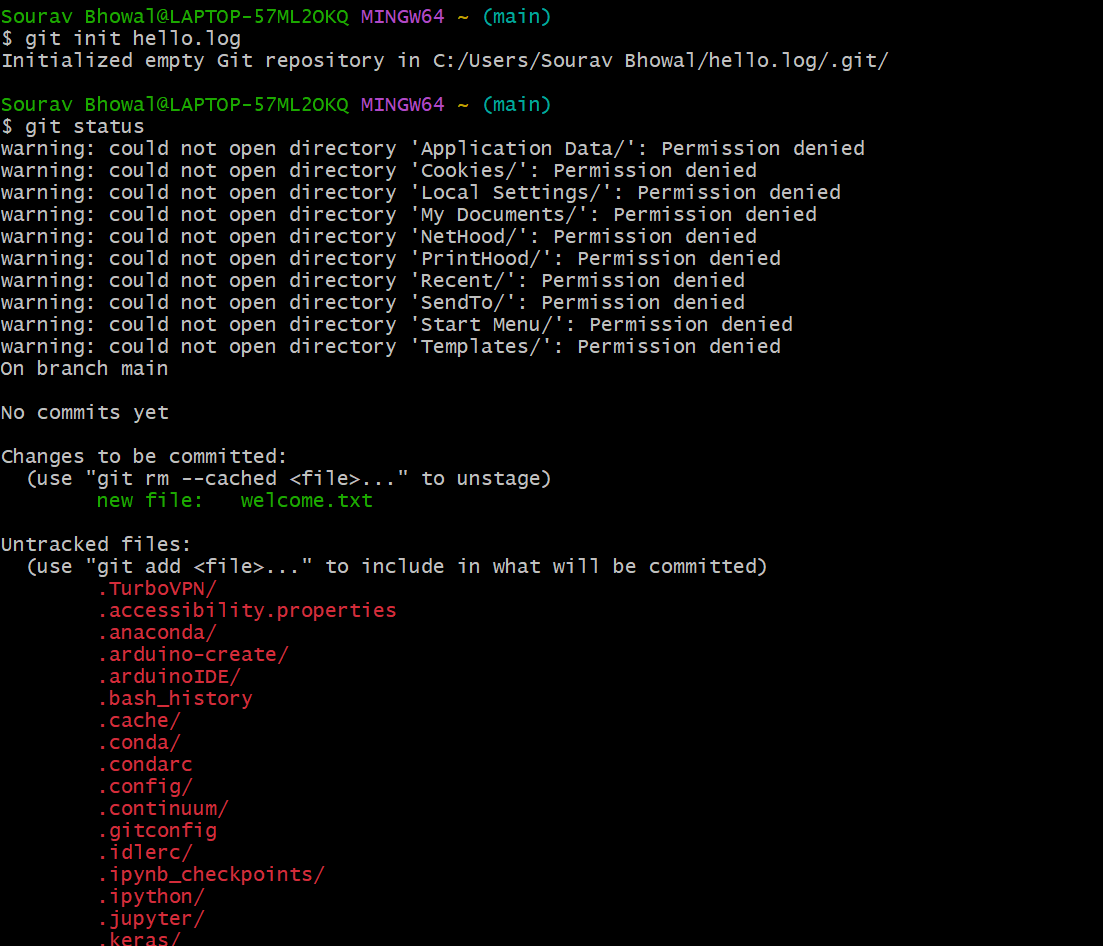 Sourav Bhowal@LAPTOP-57ML2OKQ MINGW64 ~ (main)
$ git init hello.log
Initialized empty Git repository in C:/Users/Sourav Bhowal/hello.log/.git/
Sourav Bhowal@LAPTOP-57ML2OKQ MINGW64 ~ (main)
$ git status
warning: could not open directory 'Application Data/': Permission denied
warning: could not open directory 'Cookies/': Permission denied
warning: could not open directory 'Local Settings/': Permission denied
warning: could not open directory 'My Documents/': Permission denied
warning: could not open directory 'NetHood/': Permission denied
warning: could not open directory 'PrintHood/': Permission denied
warning: could not open directory 'Recent/': Permission denied
warning: could not open directory 'SendTo/': Permission denied
warning: could not open directory 'Start Menu/': Permission denied
warning: could not open directory 'Templates/': Permission denied
On branch main
No commits yet
Changes to be committed:
  (use "git rm --cached <file>..." to unstage)
        new file:   welcome.txt
Untracked files:
  (use "git add <file>..." to include in what will be committed)
        .TurboVPN/
        .accessibility.properties
        .anaconda/
        .arduino-create/
        .arduinoIDE/
        .bash_history
        .cache/
        .conda/
        .condarc
        .config/
        .continuum/
        .gitconfig
        .idlerc/
        .ipynb_checkpoints/
        .ipython/
        .jupyter/
        .keras/